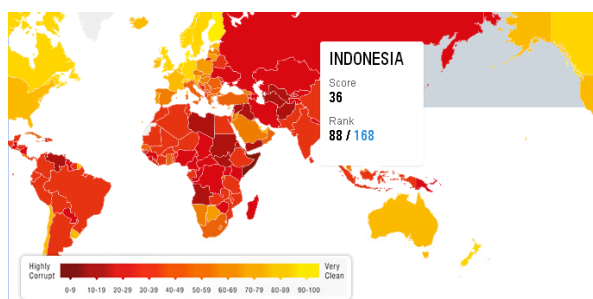 INDONESIA
Score
36
Rank
88 / 168
Highly
Corrupt
Very
Clean
0-9 10-19 20-29 30-39 40-49 50-59 60-69 70-79 80-89 90-100